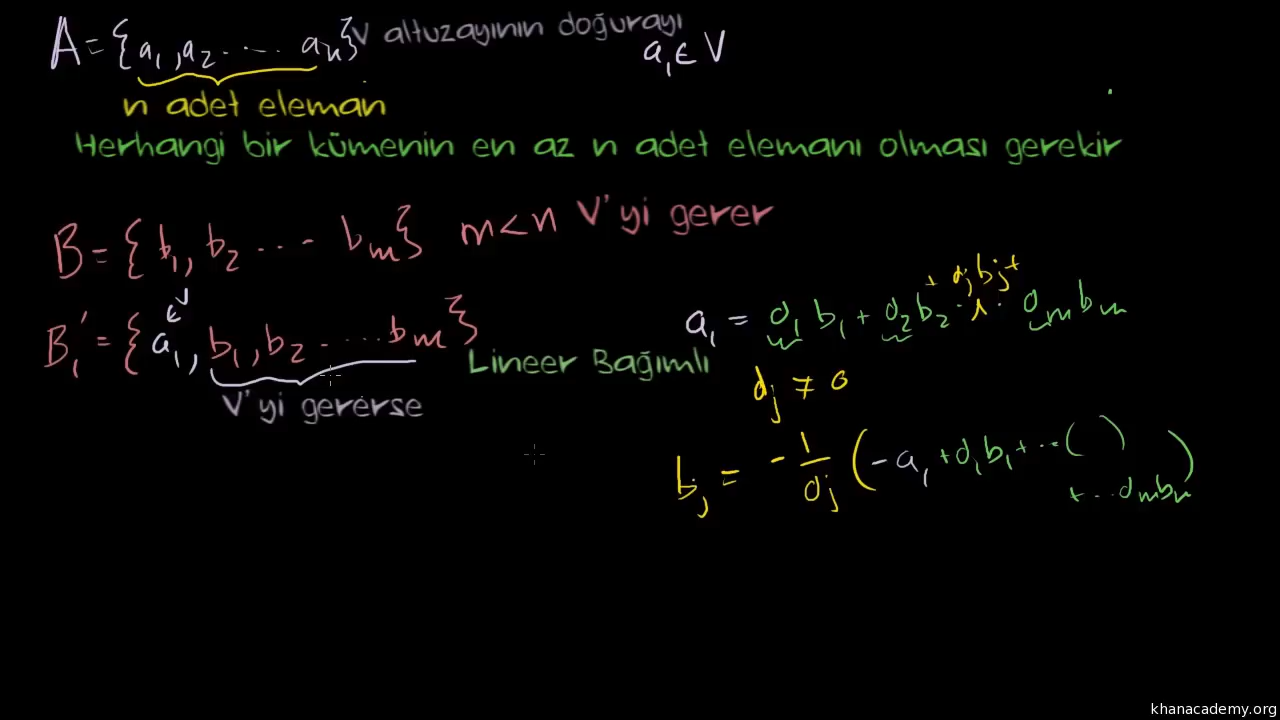 A = {a₁, a₂ ..... aₙ} V altuzayının doğurayı a₁ ∈ V
n adet eleman
Herhangi bir kümenin en az n adet elemanı olması gerekir
B = {b₁, b₂ ... bₘ} m<n V'yi gerer
B₁' = {a₁, b₁, b₂ ..... bₘ} Lineer Bağımlı
∈V
V'yi gererse
a₁ = d₁b₁ + d₂b₂ ... dₘbₘ
+ dⱼbⱼ +
dⱼ ≠ 0
bⱼ = - 1/dⱼ (-a₁ + d₁b₁ + ...( ) + ...dₘbₘ)
khanacademy.org